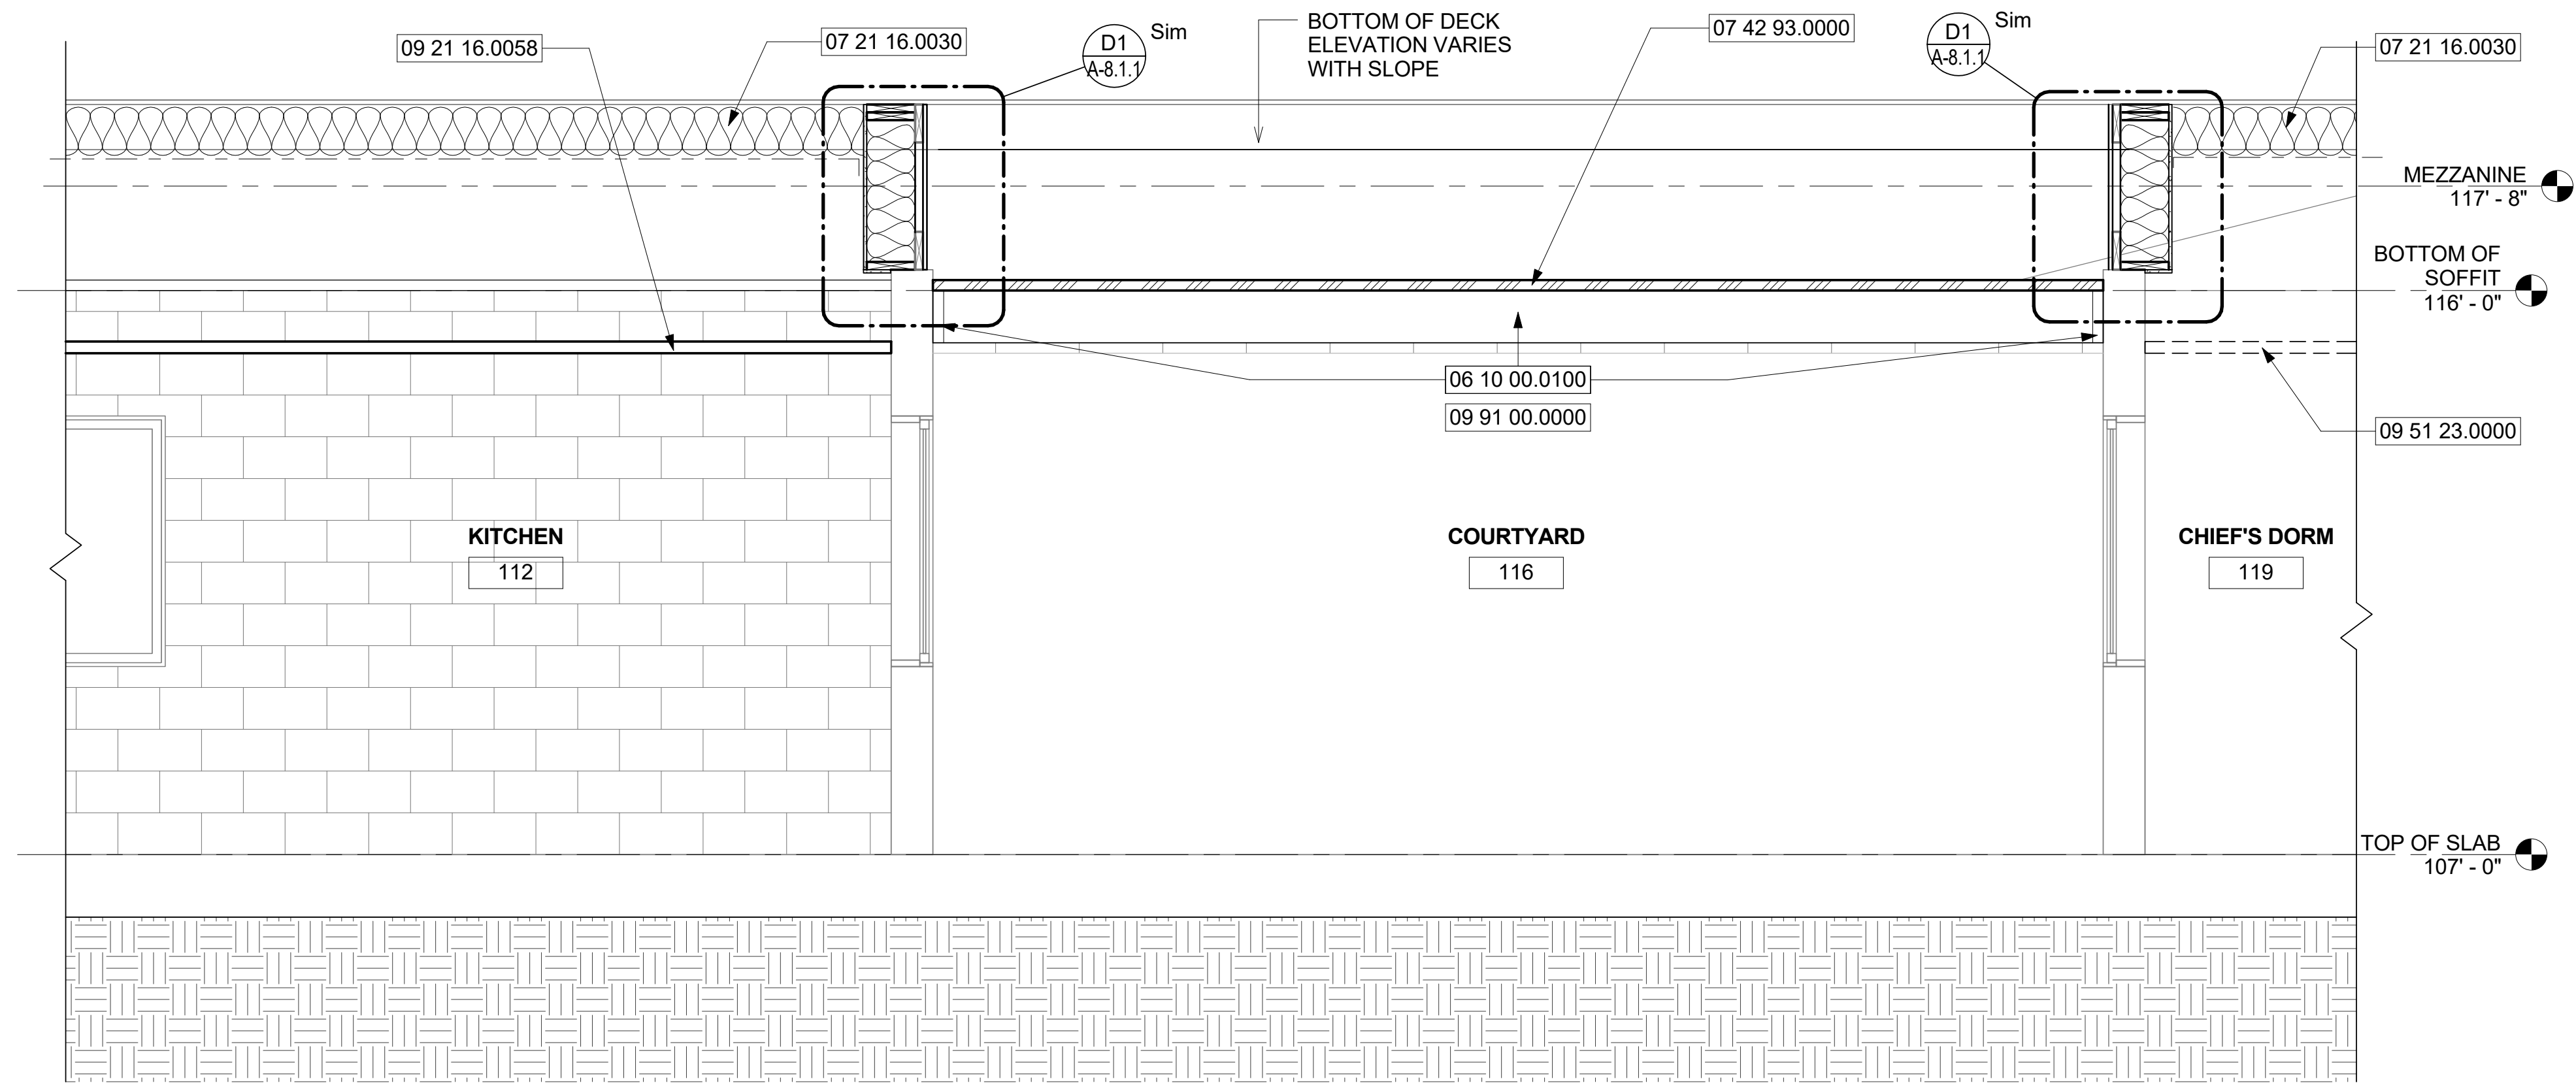 09 21 16.0058
07 21 16.0030
D1
A-8.1.1
Sim
BOTTOM OF DECK
ELEVATION VARIES
WITH SLOPE
07 42 93.0000
D1
A-8.1.1
Sim
07 21 16.0030
MEZZANINE
117' - 8"
BOTTOM OF
SOFFIT
116' - 0"
06 10 00.0100
09 91 00.0000
09 51 23.0000
KITCHEN
112
COURTYARD
116
CHIEF'S DORM
119
TOP OF SLAB
107' - 0"